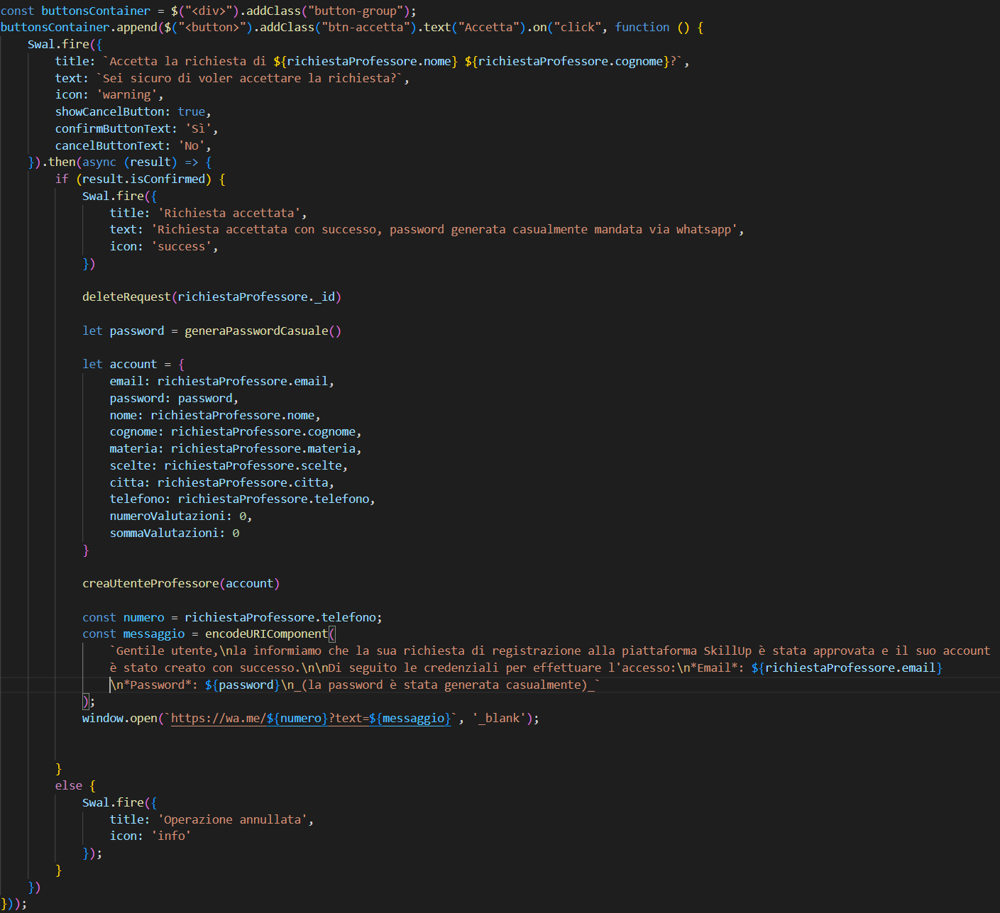 const buttonsContainer = $("<div>").addClass("button-group");
buttonsContainer.append($("<button>").addClass("btn-accetta").text("Accetta").on("click", function () {
    Swal.fire({
        title: `Accetta la richiesta di ${richiestaProfessore.nome} ${richiestaProfessore.cognome}?`,
        text: `Sei sicuro di voler accettare la richiesta?`,
        icon: 'warning',
        showCancelButton: true,
        confirmButtonText: 'Sì',
        cancelButtonText: 'No',
    }).then(async (result) => {
        if (result.isConfirmed) {
            Swal.fire({
                title: 'Richiesta accettata',
                text: 'Richiesta accettata con successo, password generata casualmente mandata via whatsapp',
                icon: 'success',
            })
            deleteRequest(richiestaProfessore._id)
            let password = generaPasswordCasuale()
            let account = {
                email: richiestaProfessore.email,
                password: password,
                nome: richiestaProfessore.nome,
                cognome: richiestaProfessore.cognome,
                materia: richiestaProfessore.materia,
                scelte: richiestaProfessore.scelte,
                citta: richiestaProfessore.citta,
                telefono: richiestaProfessore.telefono,
                numeroValutazioni: 0,
                sommaValutazioni: 0
            }
            creaUtenteProfessore(account)
            const numero = richiestaProfessore.telefono;
            const messaggio = encodeURIComponent(
                `Gentile utente,\nla informiamo che la sua richiesta di registrazione alla piattaforma SkillUp è stata approvata e il suo account
                è stato creato con successo.\n\nDi seguito le credenziali per effettuare l'accesso:\n*Email*: ${richiestaProfessore.email}
                \n*Password*: ${password}\n_(la password è stata generata casualmente)_`
            );
            window.open(`https://wa.me/${numero}?text=${messaggio}`, '_blank');
        }
        else {
            Swal.fire({
                title: 'Operazione annullata',
                icon: 'info'
            });
        }
    })
}));